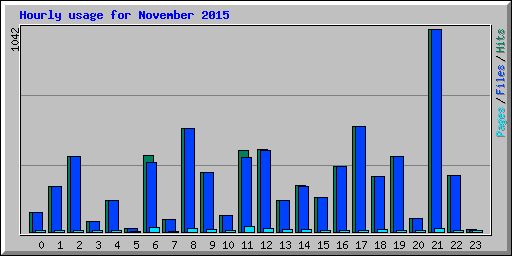 Hourly usage for November 2015
1042
Pages/Files/Hits
0 1 2 3 4 5 6 7 8 9 10 11 12 13 14 15 16 17 18 19 20 21 22 23